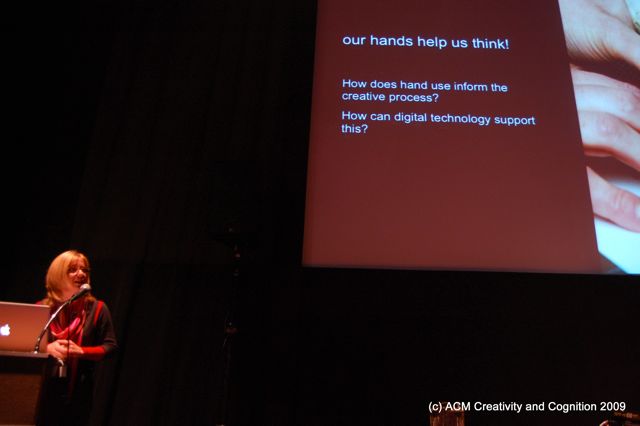 our hands help us think!
How does hand use inform the
creative process?
How can digital technology support
this?
(c) ACM Creativity and Cognition 2009